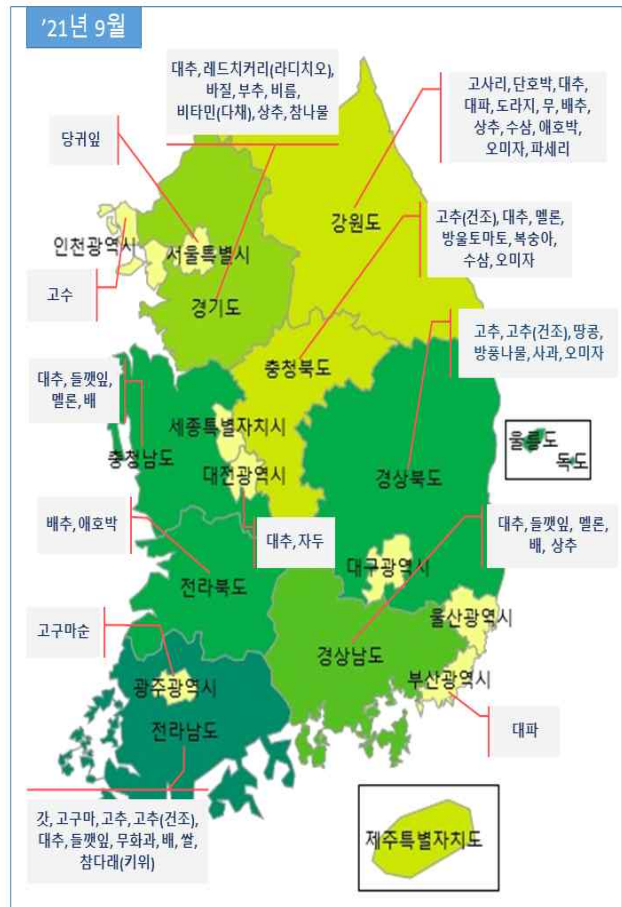 '21년 9월
대추, 레드치커리(라디치오),
바질, 부추, 비름,
비타민(다채), 상추, 참나물
고사리, 단호박, 대추,
대파, 도라지, 무, 배추,
상추, 수삼, 애호박,
오미자, 파세리
당귀잎
강원도
고추(건조), 대추, 멜론,
방울토마토, 복숭아,
수삼, 오미자
인천광역시
서울특별시
고수
경기도
고추, 고추(건조), 땅콩,
방풍나물, 사과, 오미자
충청북도
대추, 들깻잎,
멜론, 배
세종특별자치시
울릉도
독도
충청남도
대전광역시
경상북도
배추, 애호박
대추, 자두
대추, 들깻잎, 멜론,
배, 상추
대구광역시
전라북도
울산광역시
고구마순
경상남도
광주광역시
부산광역시
전라남도
대파
갓, 고구마, 고추, 고추(건조),
대추, 들깻잎, 무화과, 배, 쌀,
참다래(키위)
제주특별자치도